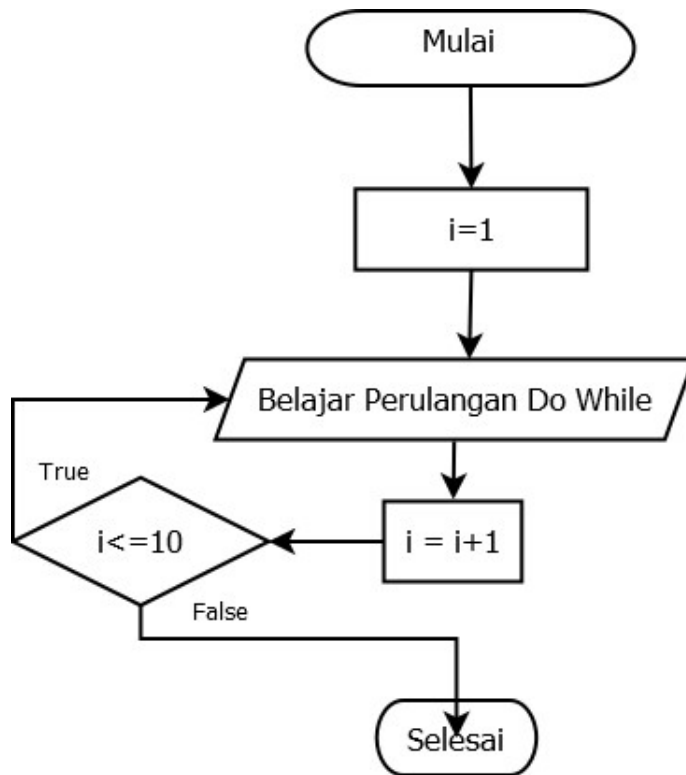 Mulai
i=1
Belajar Perulangan Do While
True
i<=10
i = i+1
False
Selesai